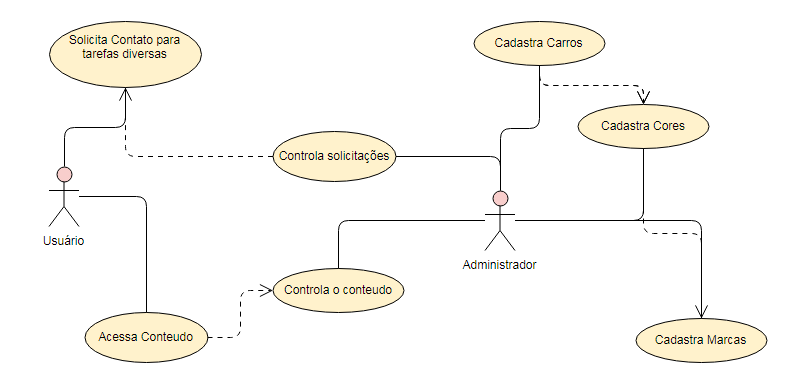 Solicita Contato para
tarefas diversas
Cadastra Carros
Cadastra Cores
Controla solicitações
Usuário
Administrador
Controla o conteudo
Acessa Conteudo
Cadastra Marcas